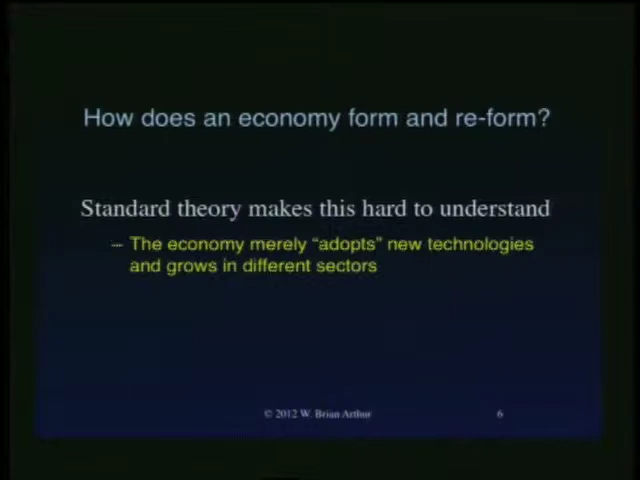 How does an economy form and re-form?
Standard theory makes this hard to understand
– The economy merely “adopts” new technologies
and grows in different sectors
© 2012 W. Brian Arthur
6